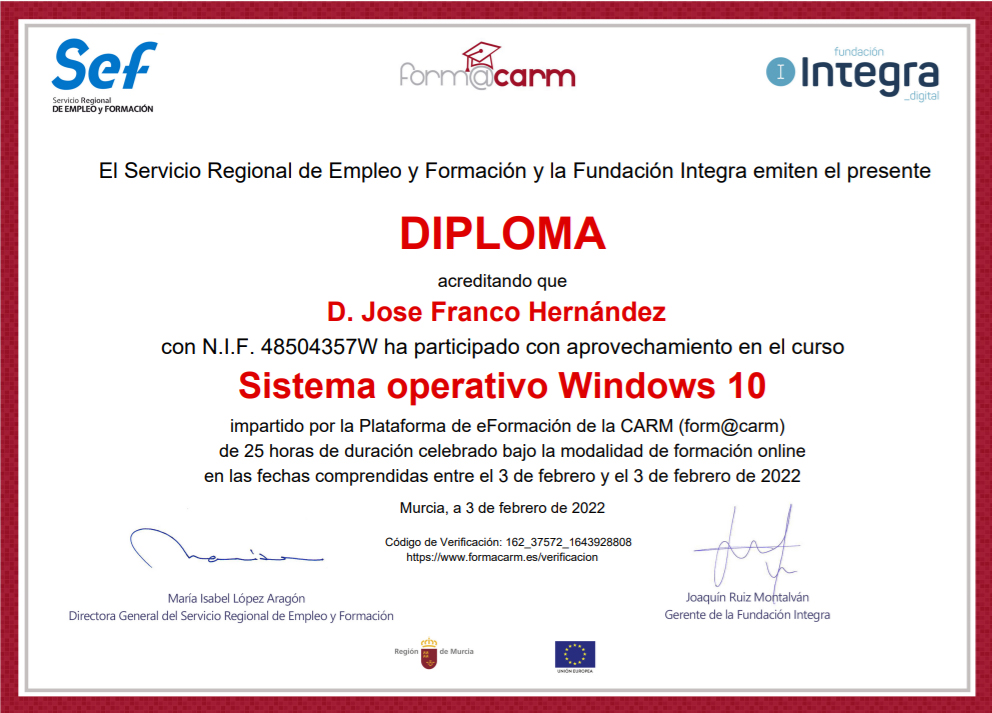 Sef
Servicio Regional
DE EMPLEO y FORMACIÓN
form@carm
fundación
Integra
_digital
El Servicio Regional de Empleo y Formación y la Fundación Integra emiten el presente
DIPLOMA
acreditando que
D. Jose Franco Hernández
con N.I.F. 48504357W ha participado con aprovechamiento en el curso
Sistema operativo Windows 10
impartido por la Plataforma de eFormación de la CARM (form@carm)
de 25 horas de duración celebrado bajo la modalidad de formación online
en las fechas comprendidas entre el 3 de febrero y el 3 de febrero de 2022
Murcia, a 3 de febrero de 2022
Código de Verificación: 162_37572_1643928808
https://www.formacarm.es/verificacion
María Isabel López Aragón
Directora General del Servicio Regional de Empleo y Formación
Joaquín Ruiz Montalván
Gerente de la Fundación Integra
Región de Murcia
UNIÓN EUROPEA